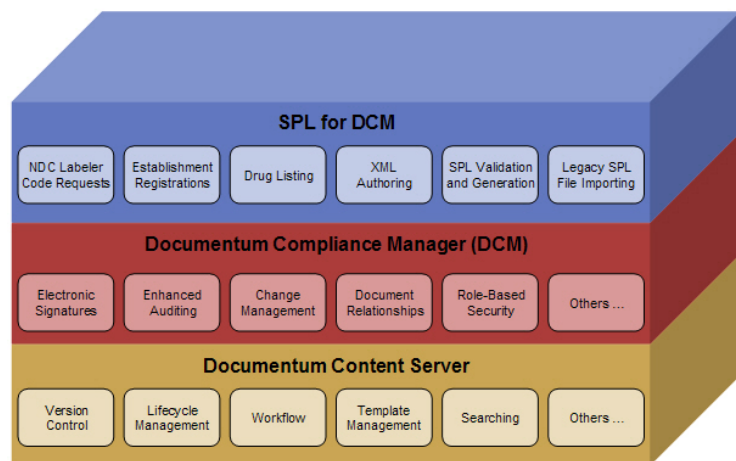 SPL for DCM
NDC Labeler
Code Requests
Establishment
Registrations
Drug Listing
XML
Authoring
SPL Validation
and Generation
Legacy SPL
File Importing
Documentum Compliance Manager (DCM)
Electronic
Signatures
Enhanced
Auditing
Change
Management
Document
Relationships
Role-Based
Security
Others ...
Documentum Content Server
Version
Control
Lifecycle
Management
Workflow
Template
Management
Searching
Others ...